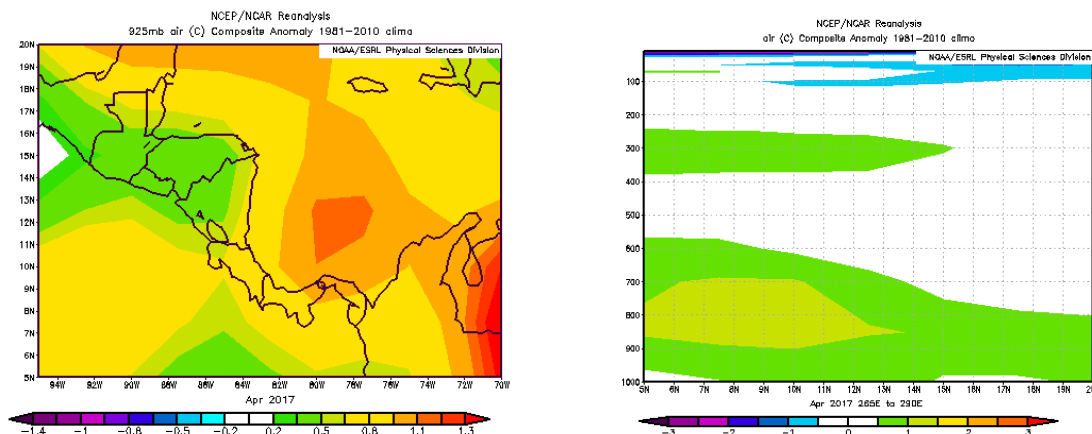 NCEP/NCAR Reanalysis
925mb air (C) Composite Anomaly 1981-2010 clima
NOAA/ESRL Physical Sciences Division
20N
19N
18N
17N
16N
15N
14N
13N
12N
11N
10N
9N
8N
7N
6N
5N
94W 92W 90W 88W 86W 84W 82W 80W 78W 76W 74W 72W 70W
Apr 2017
-1.4 -1.1 -0.8 -0.5 -0.2 0.2 0.5 0.8 1.1 1.3
NCEP/NCAR Reanalysis
air (C) Composite Anomaly 1981-2010 clima
NOAA/ESRL Physical Sciences Division
100
200
300
400
500
600
700
800
900
1000
5N 6N 7N 8N 9N 10N 11N 12N 13N 14N 15N 16N 17N 18N 19N
Apr 2017 265E to 290E
-3 -2 -1 0 1 2 3